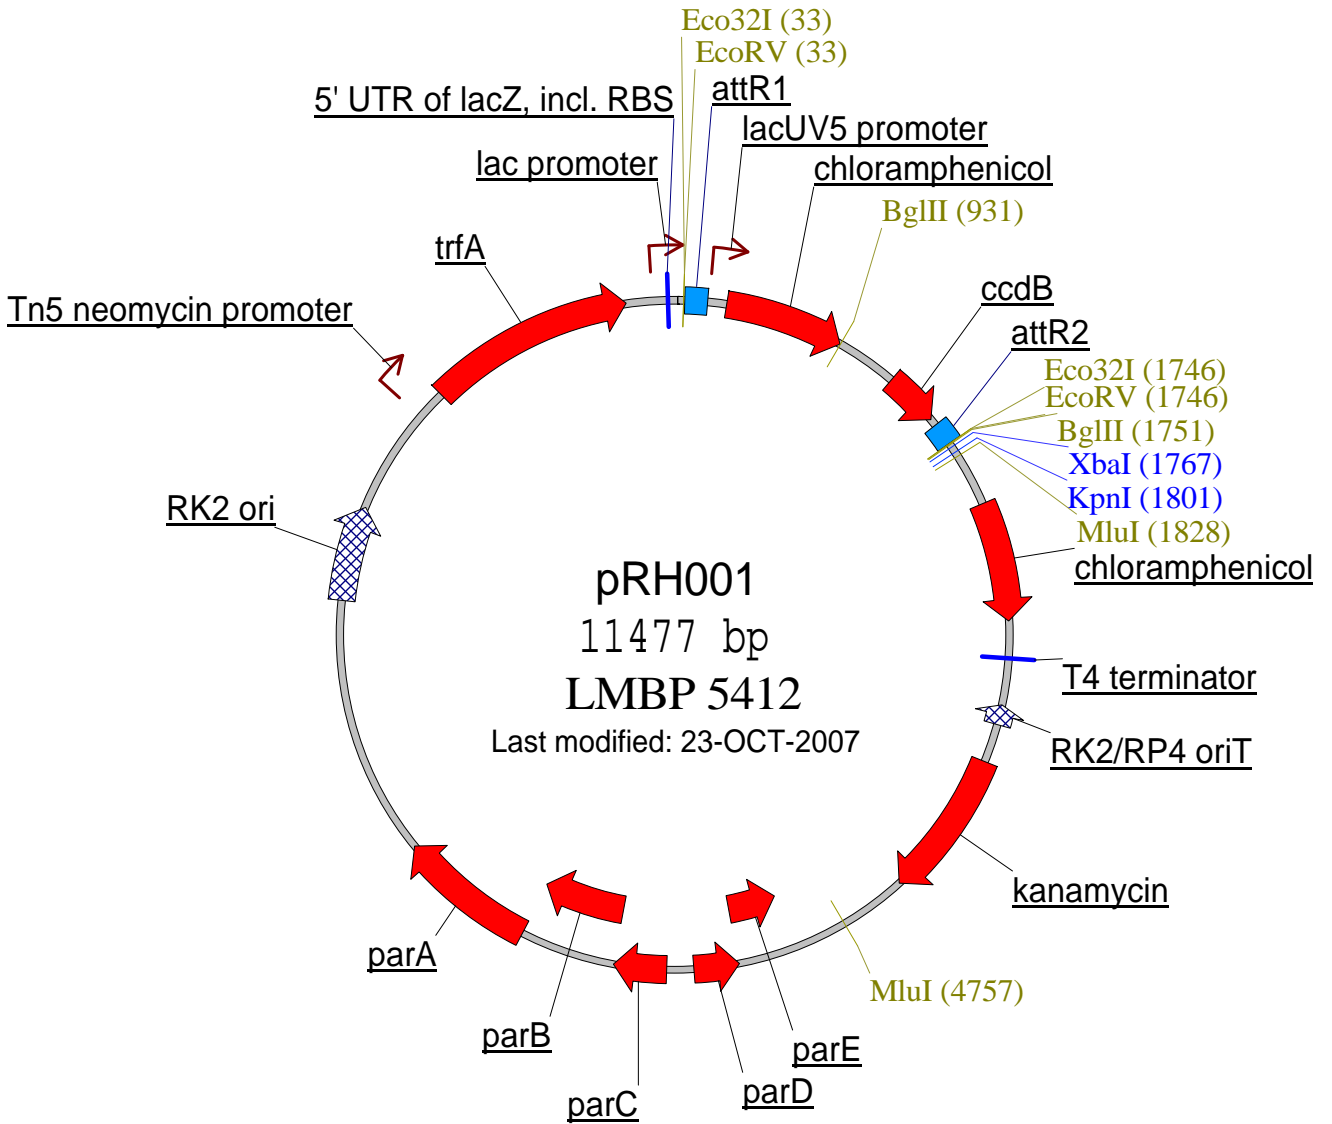 Eco32I (33)
EcoRV (33)
5' UTR of lacZ, incl. RBS
attR1
lacUV5 promoter
lac promoter
chloramphenicol
BglII (931)
trfA
ccdB
Tn5 neomycin promoter
attR2
Eco32I (1746)
EcoRV (1746)
BglII (1751)
XbaI (1767)
KpnI (1801)
RK2 ori
MluI (1828)
chloramphenicol
pRH001
11477 bp
LMBP 5412
Last modified: 23-OCT-2007
T4 terminator
RK2/RP4 oriT
kanamycin
parA
MluI (4757)
parB
parE
parC
parD